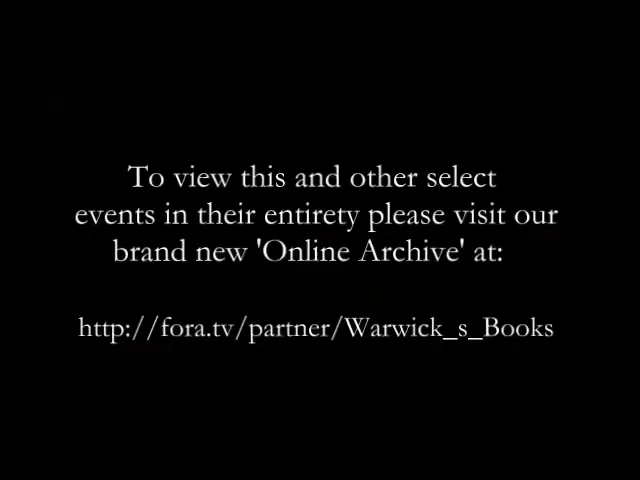 To view this and other select
events in their entirety please visit our
brand new 'Online Archive' at:
http://fora.tv/partner/Warwick_s_Books